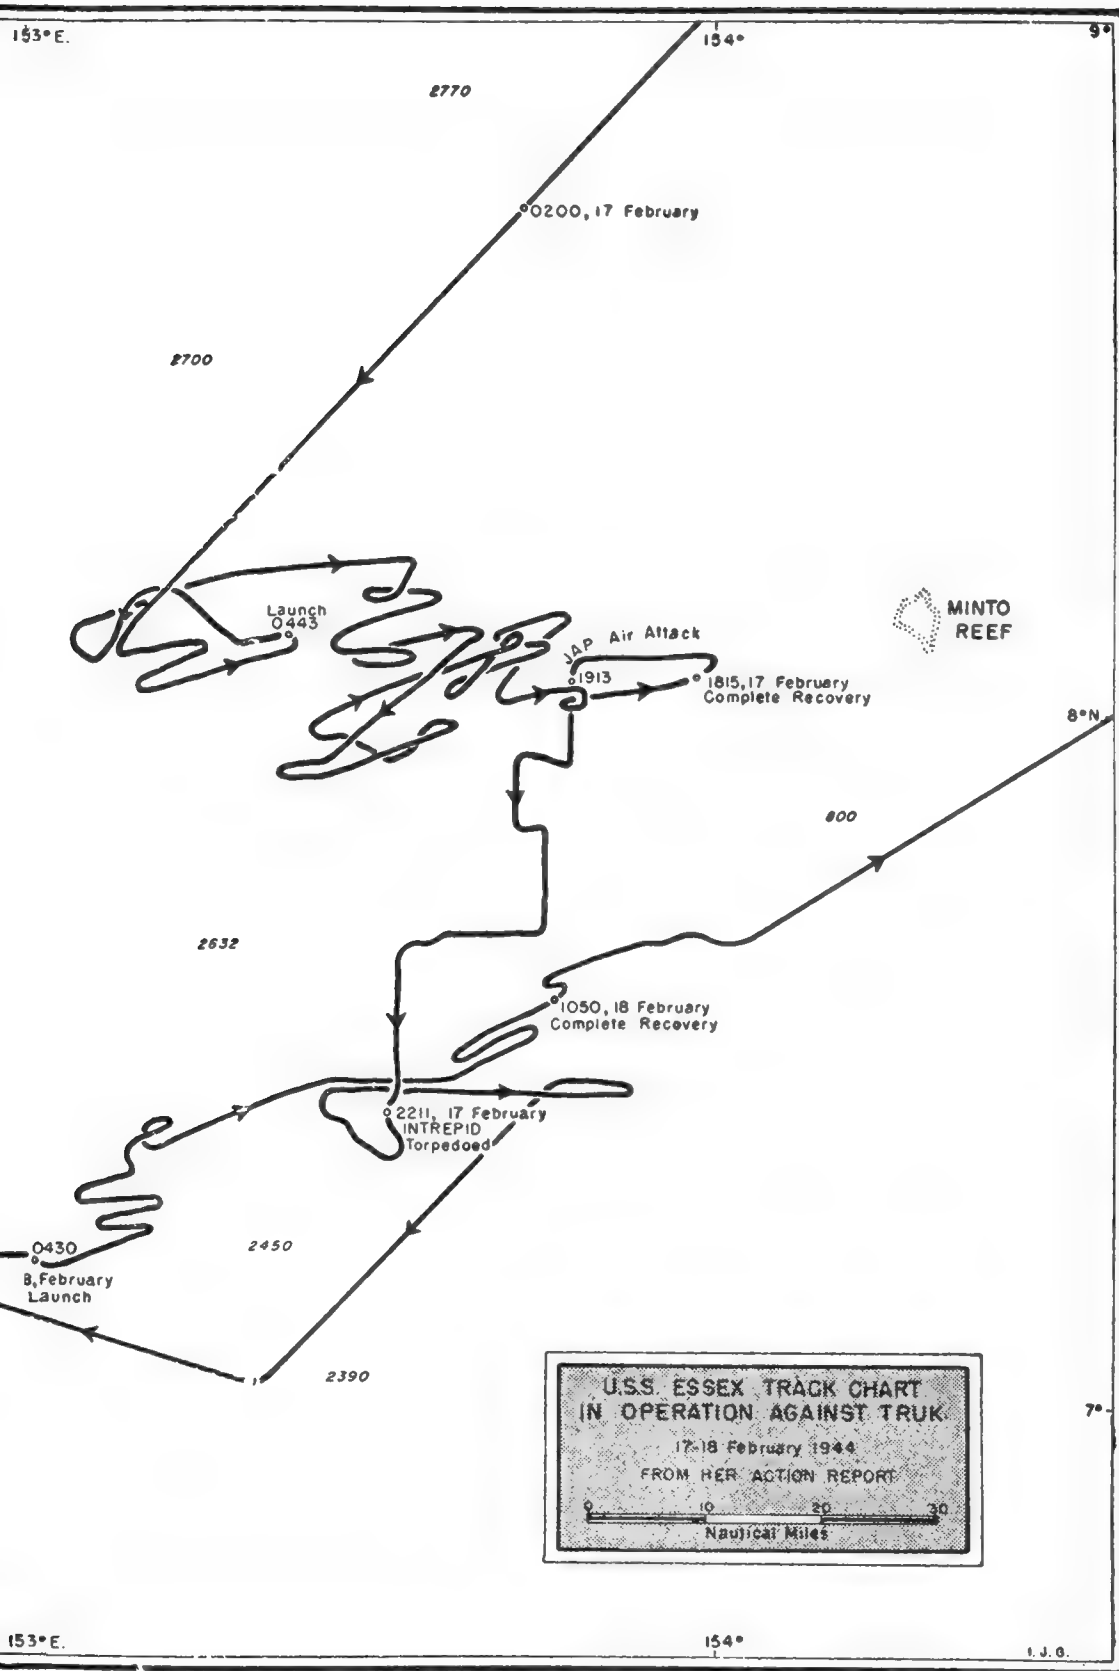 153° E.
154°
9°
2770
0200, 17 February
2700
Launch
0443
MINTO
REEF
JAP Air Attack
1913
1815, 17 February
Complete Recovery
8° N.
800
2632
1050, 18 February
Complete Recovery
2211, 17 February
INTREPID
Torpedoed
0430
8, February
Launch
2450
2390
U.S.S. ESSEX TRACK CHART
IN OPERATION AGAINST TRUK
17-18 February 1944
FROM HER ACTION REPORT
0 10 20 30
Nautical Miles
7°
153° E.
154°
I. J. G.